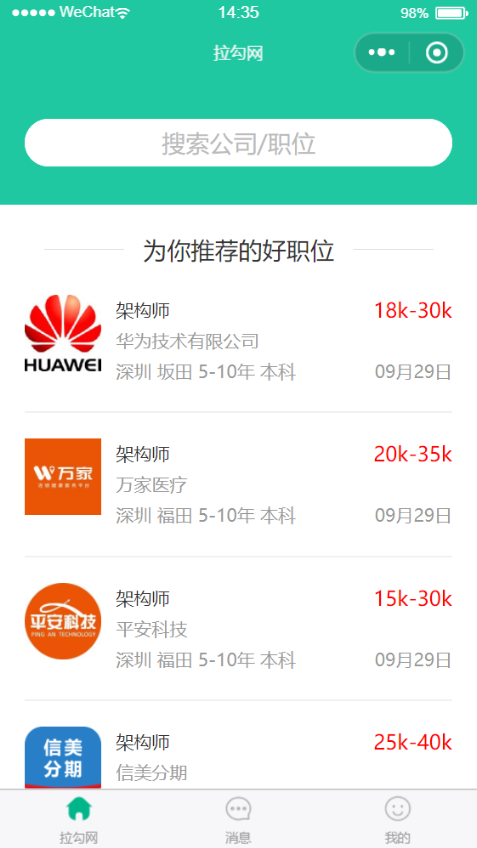 WeChat 14:35 98%
拉勾网
搜索公司/职位
为你推荐的好职位
HUAWEI
架构师 18k-30k
华为技术有限公司
深圳 坂田 5-10年 本科 09月29日
万家
架构师 20k-35k
万家医疗
深圳 福田 5-10年 本科 09月29日
平安科技
PING AN TECHNOLOGY
架构师 15k-30k
平安科技
深圳 福田 5-10年 本科 09月29日
信美
分期
架构师 25k-40k
信美分期
拉勾网 消息 我的